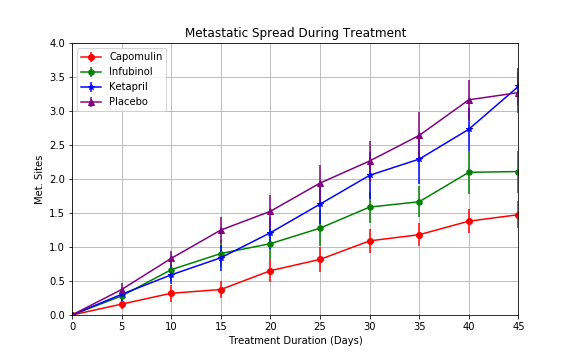 Metastatic Spread During Treatment
Capomulin
Infubinol
Ketapril
Placebo
4.0
3.5
3.0
2.5
2.0
1.5
1.0
0.5
0.0
Met. Sites
0 5 10 15 20 25 30 35 40 45
Treatment Duration (Days)